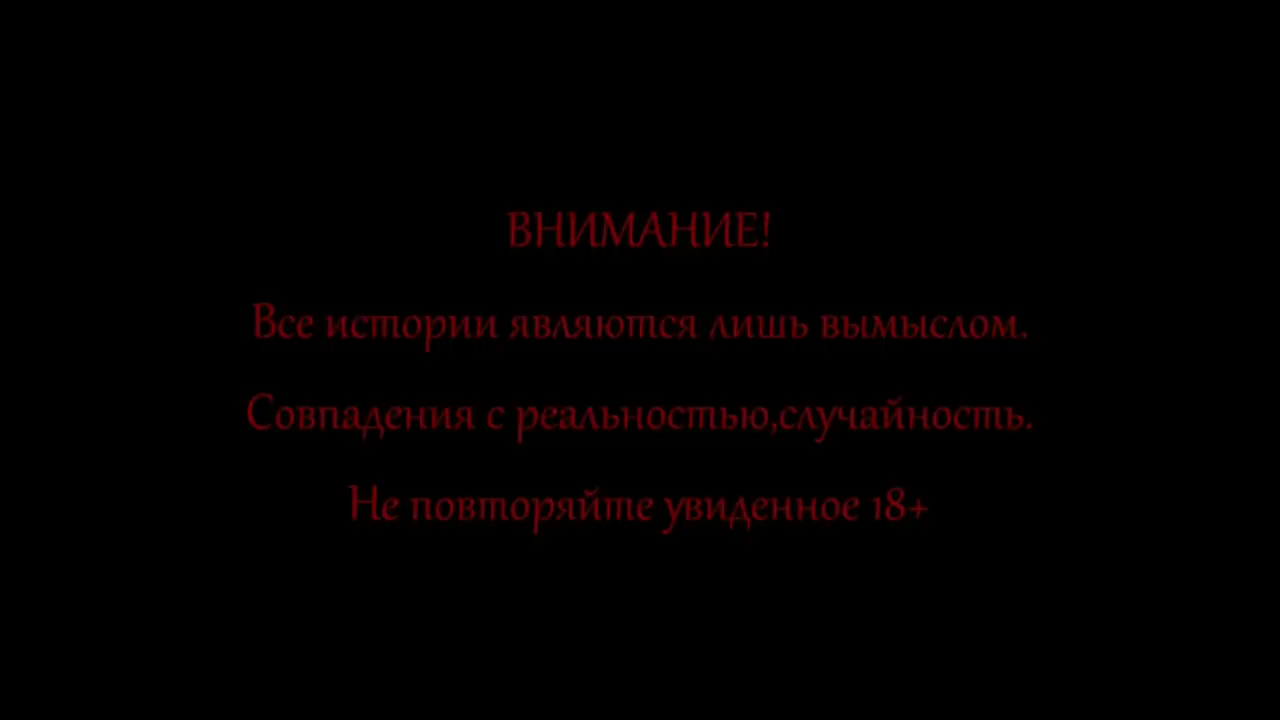 ВНИМАНИЕ!
Все истории являются лишь вымыслом.
Совпадения с реальностью,случайность.
Не повторяйте увиденное 18+